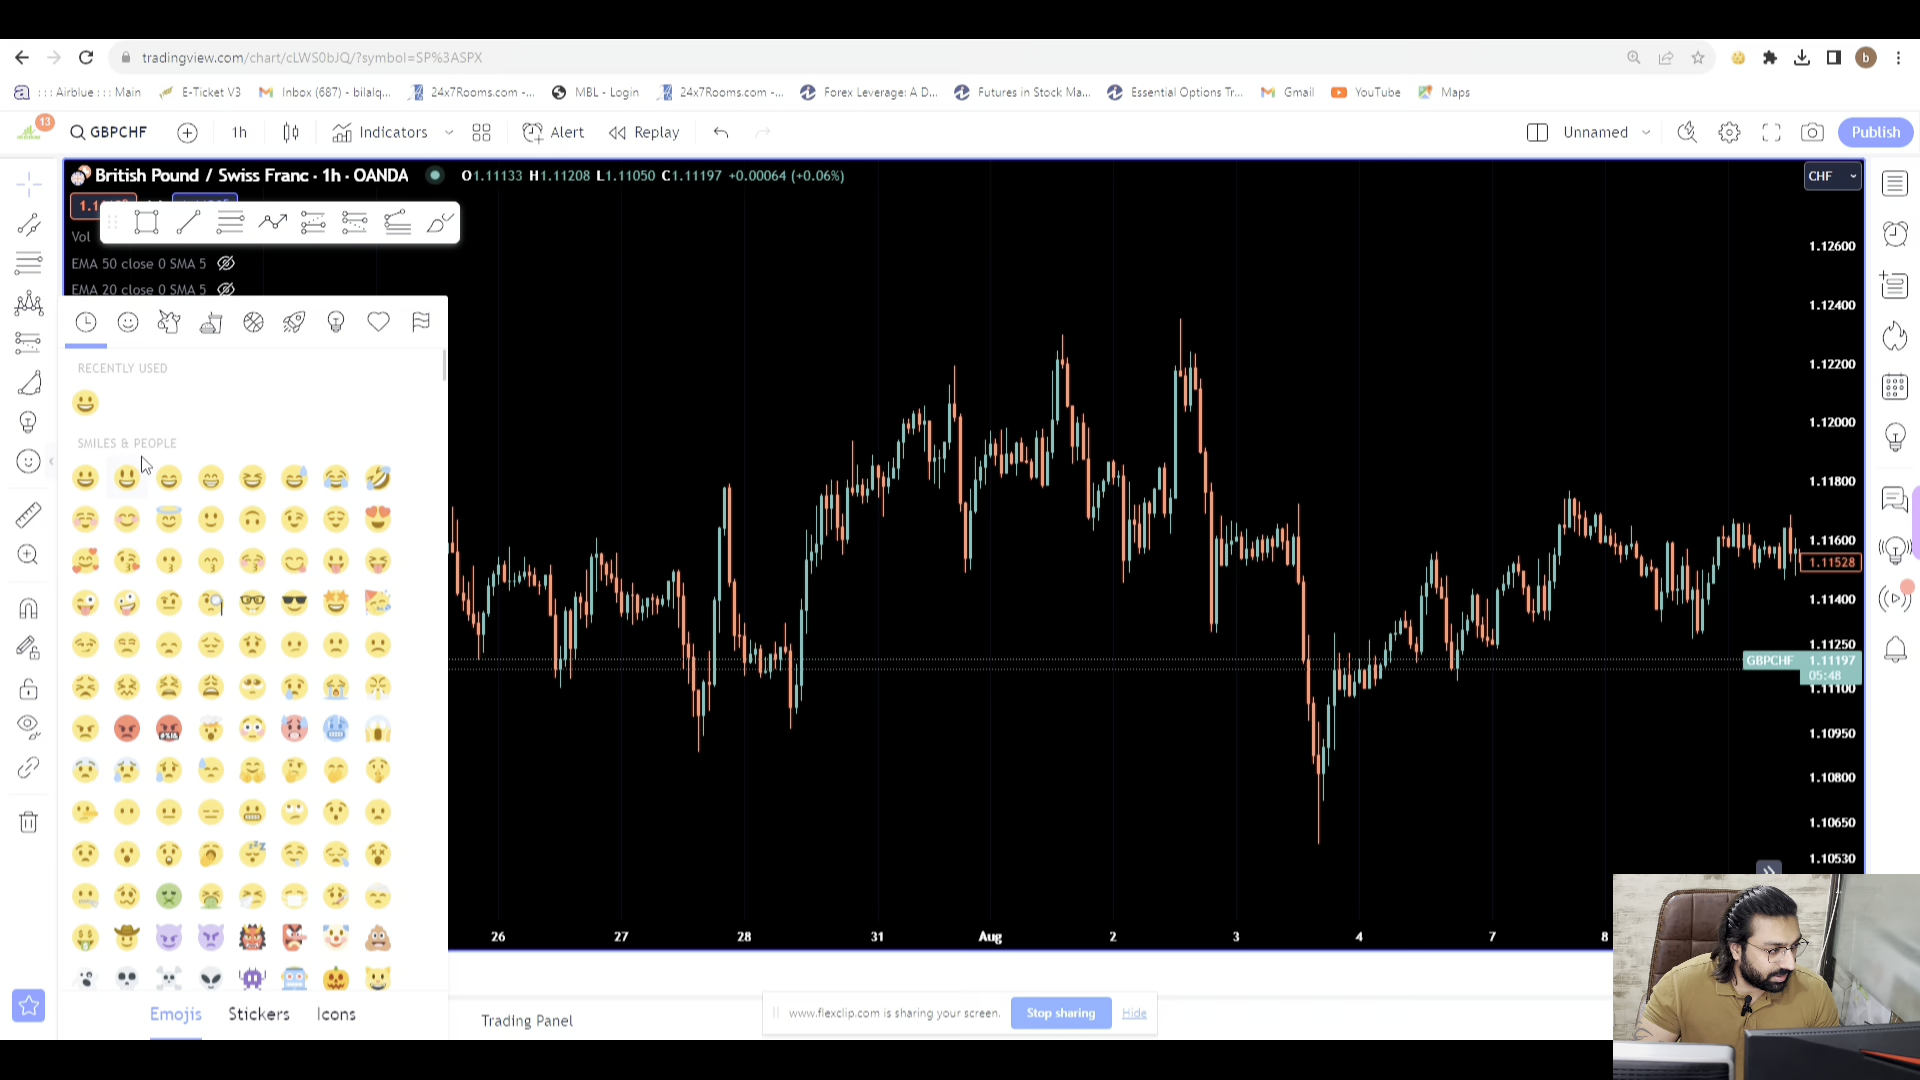 tradingview.com/chart/cLWS0bJQ/?symbol=SP%3ASPX
b
::: Airblue ::: Main
E-Ticket V3
Inbox (687) - bilalq...
24x7Rooms.com -...
MBL - Login
24x7Rooms.com -...
Forex Leverage: A D...
Futures in Stock Ma...
Essential Options Tr...
Gmail
YouTube
Maps
13
GBPCHF
1h
Indicators
Alert
Replay
Unnamed
Publish
British Pound / Swiss Franc · 1h · OANDA
O1.11133 H1.11208 L1.11050 C1.11197 +0.00064 (+0.06%)
CHF
Vol
EMA 50 close 0 SMA 5
EMA 20 close 0 SMA 5
RECENTLY USED
SMILES & PEOPLE
1.12600
1.12400
1.12200
1.12000
1.11800
1.11600
1.11528
1.11400
1.11250
GBPCHF 1.11197
05:48
1.11100
1.10950
1.10800
1.10650
1.10530
26
27
28
31
Aug
2
3
4
7
8
Emojis
Stickers
Icons
Trading Panel
www.flexclip.com is sharing your screen.
Stop sharing
Hide